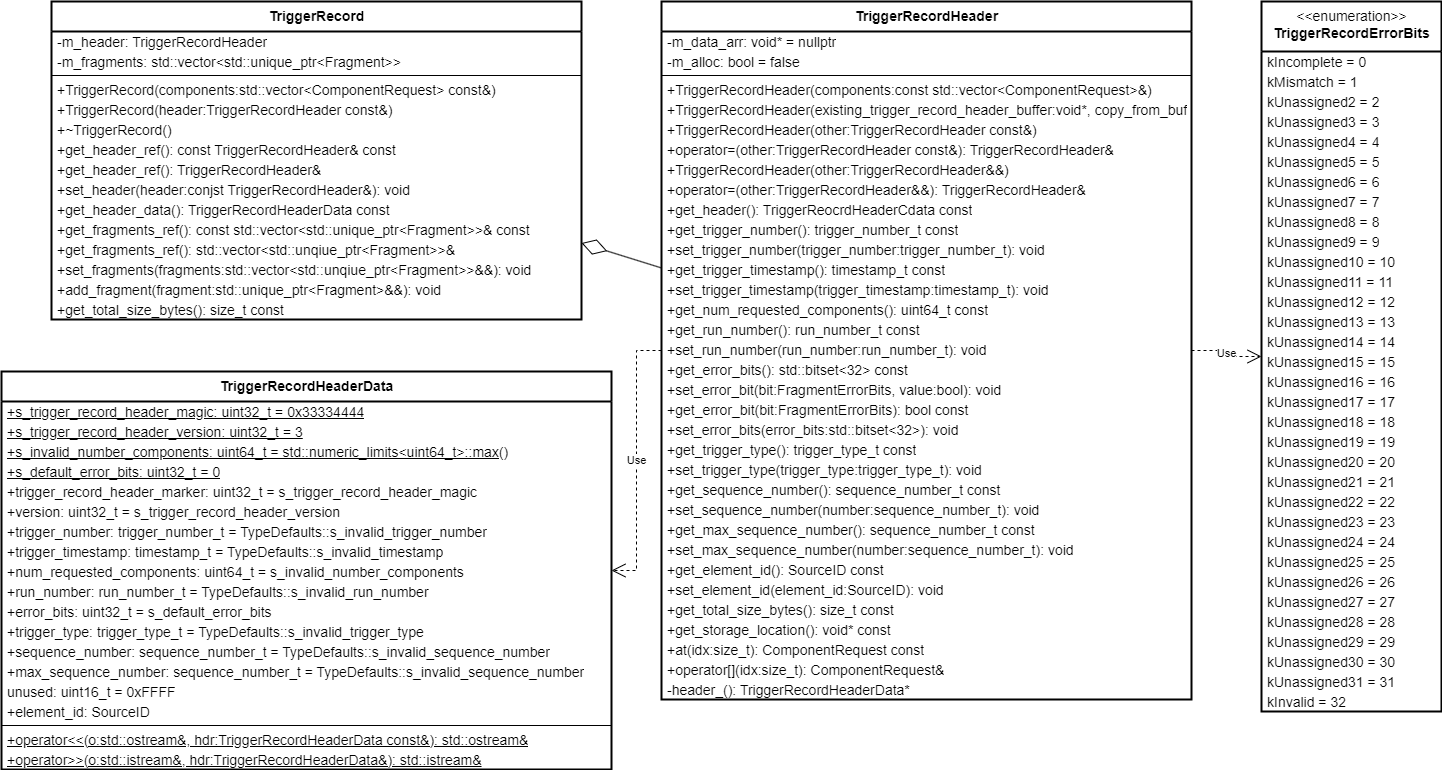 TriggerRecord
-m_header: TriggerRecordHeader
-m_fragments: std::vector<std::unique_ptr<Fragment>>
+TriggerRecord(components:std::vector<ComponentRequest> const&)
+TriggerRecord(header:TriggerRecordHeader const&)
+~TriggerRecord()
+get_header_ref(): const TriggerRecordHeader& const
+get_header_ref(): TriggerRecordHeader&
+set_header(header:conjst TriggerRecordHeader&): void
+get_header_data(): TriggerRecordHeaderData const
+get_fragments_ref(): const std::vector<std::unique_ptr<Fragment>>& const
+get_fragments_ref(): std::vector<std::unqiue_ptr<Fragment>>&
+set_fragments(fragments:std::vector<std::unqiue_ptr<Fragment>>&&): void
+add_fragment(fragment:std::unique_ptr<Fragment>&&): void
+get_total_size_bytes(): size_t const
TriggerRecordHeader
-m_data_arr: void* = nullptr
-m_alloc: bool = false
+TriggerRecordHeader(components:const std::vector<ComponentRequest>&)
+TriggerRecordHeader(existing_trigger_record_header_buffer:void*, copy_from_buf
+TriggerRecordHeader(other:TriggerRecordHeader const&)
+operator=(other:TriggerRecordHeader const&): TriggerRecordHeader&
+TriggerRecordHeader(other:TriggerRecordHeader&&)
+operator=(other:TriggerRecordHeader&&): TriggerRecordHeader&
+get_header(): TriggerReocrdHeaderCdata const
+get_trigger_number(): trigger_number_t const
+set_trigger_number(trigger_number:trigger_number_t): void
+get_trigger_timestamp(): timestamp_t const
+set_trigger_timestamp(trigger_timestamp:timestamp_t): void
+get_num_requested_components(): uint64_t const
+get_run_number(): run_number_t const
+set_run_number(run_number:run_number_t): void
+get_error_bits(): std::bitset<32> const
+set_error_bit(bit:FragmentErrorBits, value:bool): void
+get_error_bit(bit:FragmentErrorBits): bool const
+set_error_bits(error_bits:std::bitset<32>): void
+get_trigger_type(): trigger_type_t const
+set_trigger_type(trigger_type:trigger_type_t): void
+get_sequence_number(): sequence_number_t const
+set_sequence_number(number:sequence_number_t): void
+get_max_sequence_number(): sequence_number_t const
+set_max_sequence_number(number:sequence_number_t): void
+get_element_id(): SourceID const
+set_element_id(element_id:SourceID): void
+get_total_size_bytes(): size_t const
+get_storage_location(): void* const
+at(idx:size_t): ComponentRequest const
+operator[](idx:size_t): ComponentRequest&
-header_(): TriggerRecordHeaderData*
<<enumeration>>
TriggerRecordErrorBits
kIncomplete = 0
kMismatch = 1
kUnassigned2 = 2
kUnassigned3 = 3
kUnassigned4 = 4
kUnassigned5 = 5
kUnassigned6 = 6
kUnassigned7 = 7
kUnassigned8 = 8
kUnassigned9 = 9
kUnassigned10 = 10
kUnassigned11 = 11
kUnassigned12 = 12
kUnassigned13 = 13
kUnassigned14 = 14
kUnassigned15 = 15
kUnassigned16 = 16
kUnassigned17 = 17
kUnassigned18 = 18
kUnassigned19 = 19
kUnassigned20 = 20
kUnassigned21 = 21
kUnassigned22 = 22
kUnassigned23 = 23
kUnassigned24 = 24
kUnassigned25 = 25
kUnassigned26 = 26
kUnassigned27 = 27
kUnassigned28 = 28
kUnassigned29 = 29
kUnassigned30 = 30
kUnassigned31 = 31
kInvalid = 32
Use
Use
TriggerRecordHeaderData
+s_trigger_record_header_magic: uint32_t = 0x33334444
+s_trigger_record_header_version: uint32_t = 3
+s_invalid_number_components: uint64_t = std::numeric_limits<uint64_t>::max()
+s_default_error_bits: uint32_t = 0
+trigger_record_header_marker: uint32_t = s_trigger_record_header_magic
+version: uint32_t = s_trigger_record_header_version
+trigger_number: trigger_number_t = TypeDefaults::s_invalid_trigger_number
+trigger_timestamp: timestamp_t = TypeDefaults::s_invalid_timestamp
+num_requested_components: uint64_t = s_invalid_number_components
+run_number: run_number_t = TypeDefaults::s_invalid_run_number
+error_bits: uint32_t = s_default_error_bits
+trigger_type: trigger_type_t = TypeDefaults::s_invalid_trigger_type
+sequence_number: sequence_number_t = TypeDefaults::s_invalid_sequence_number
+max_sequence_number: sequence_number_t = TypeDefaults::s_invalid_sequence_number
unused: uint16_t = 0xFFFF
+element_id: SourceID
+operator<<(o:std::ostream&, hdr:TriggerRecordHeaderData const&): std::ostream&
+operator>>(o:std::istream&, hdr:TriggerRecordHeaderData&): std::istream&